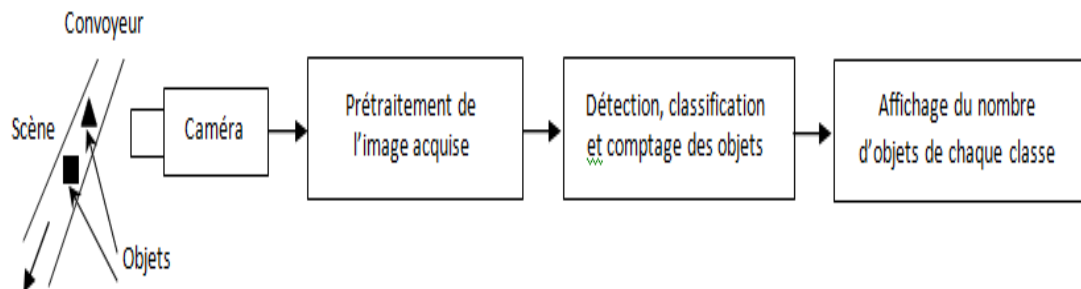 Convoyeur
Scène
Objets
Caméra
Prétraitement de
l'image acquise
Détection, classification
et comptage des objets
Affichage du nombre
d'objets de chaque classe